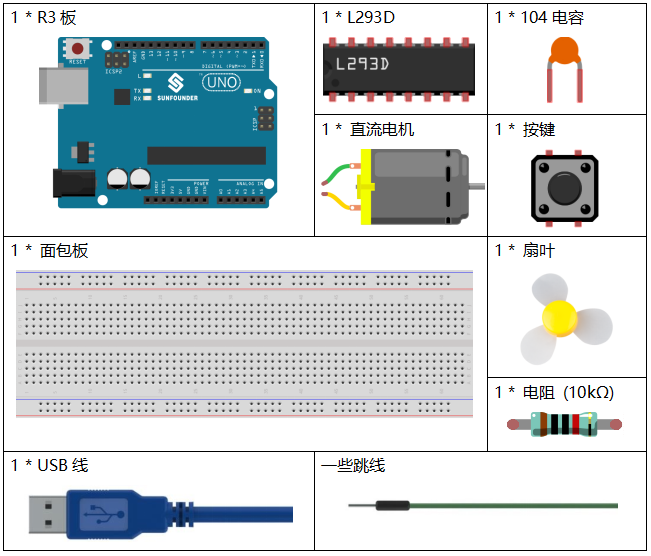 1 * R3 板
RESET
ICSP2
L
TX
RX
SUNFOUNDER
UNO
ON
ICSP
1
DIGITAL (PWM~)
POWER
ANALOG IN
1 * L293D
L293D
1 * 104 电容
1 * 直流电机
1 * 按键
1 * 面包板
1 * 扇叶
1 * 电阻 (10kΩ)
1 * USB 线
一些跳线